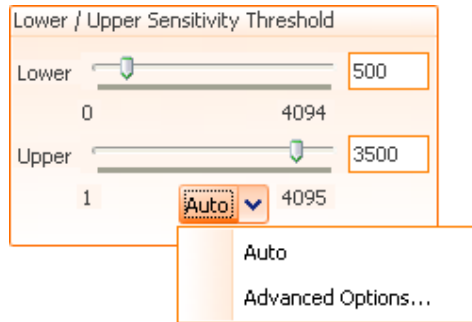 Lower / Upper Sensitivity Threshold
Lower 500
0 4094
Upper 3500
1 Auto 4095
Auto
Advanced Options...